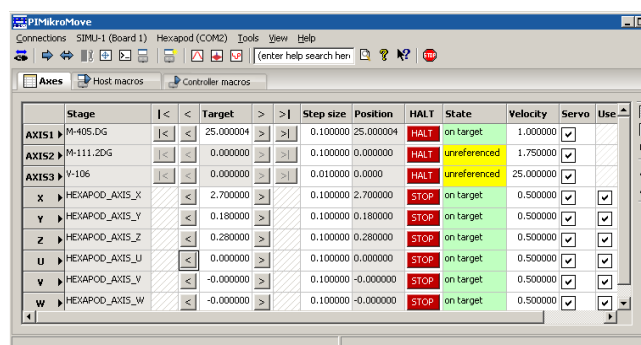 PIMikroMove
Connections SIMU-1 (Board 1) Hexapod (COM2) Tools View Help
(enter help search here
Axes Host macros Controller macros
Stage |< < Target > >| Step size Position HALT State Velocity Servo Use
AXIS1 M-405.DG |< 25.000004 > >| 0.100000 25.000004 HALT on target 1.000000
AXIS2 M-111.2DG |< < 0.000000 > >| 0.100000 0.000000 HALT unreferenced 1.750000
AXIS3 V-106 |< < 0.000000 > >| 0.010000 0.0000 HALT unreferenced 25.000000
X HEXAPOD_AXIS_X < 2.700000 > 0.100000 2.700000 STOP on target 0.500000
Y HEXAPOD_AXIS_Y < 0.180000 > 0.100000 0.180000 STOP on target 0.500000
Z HEXAPOD_AXIS_Z < 0.280000 > 0.100000 0.280000 STOP on target 0.500000
U HEXAPOD_AXIS_U < 0.000000 > 0.100000 0.000000 STOP on target 0.500000
V HEXAPOD_AXIS_V < -0.000000 > 0.100000 -0.000000 STOP on target 0.500000
W HEXAPOD_AXIS_W < -0.000000 > 0.100000 -0.000000 STOP on target 0.500000